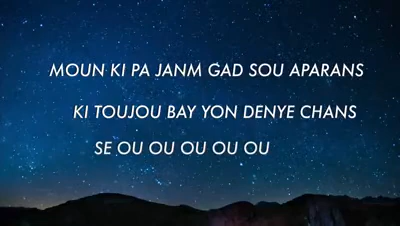 MOUN KI PA JANM GAD SOU APARANS
KI TOUJOU BAY YON DENYE CHANS
SE OU OU OU OU OU